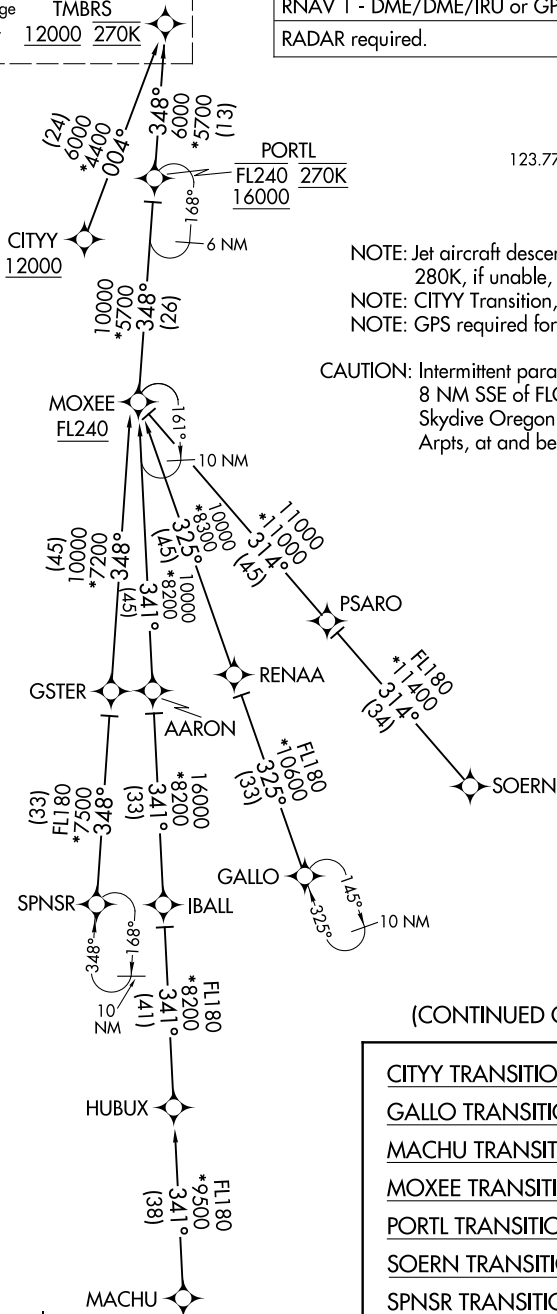 ge
TMBRS
12000 270K
RNAV 1 - DME/DME/IRU or GP
RADAR required.
348°
6000
*5700
(13)
(24)
6000
*4400
004°
PORTL
FL240 270K
16000
168°
6 NM
123.77
CITYY
12000
NOTE: Jet aircraft descen
280K, if unable,
NOTE: CITYY Transition,
NOTE: GPS required for
10000
*5700
348°
(26)
CAUTION: Intermittent para
8 NM SSE of FLO
Skydive Oregon
Arpts, at and be
MOXEE
FL240
161°
10 NM
(45)
10000
*7200
348°
10000
*8200
341°
(45)
10000
*8300
325°
(45)
11000
*11000
314°
(45)
PSARO
GSTER
AARON
RENAA
FL180
*11400
314°
(34)
SOERN
(33)
FL180
*7500
348°
16000
*8200
341°
(33)
FL180
*10600
325°
(33)
GALLO
145°
325°
10 NM
SPNSR
IBALL
348°
168°
10
NM
FL180
*8200
341°
(41)
(CONTINUED O
HUBUX
FL180
*9500
341°
(38)
MACHU
CITYY TRANSITIO
GALLO TRANSITIO
MACHU TRANSIT
MOXEE TRANSITI
PORTL TRANSITIO
SOERN TRANSITIO
SPNSR TRANSITIO